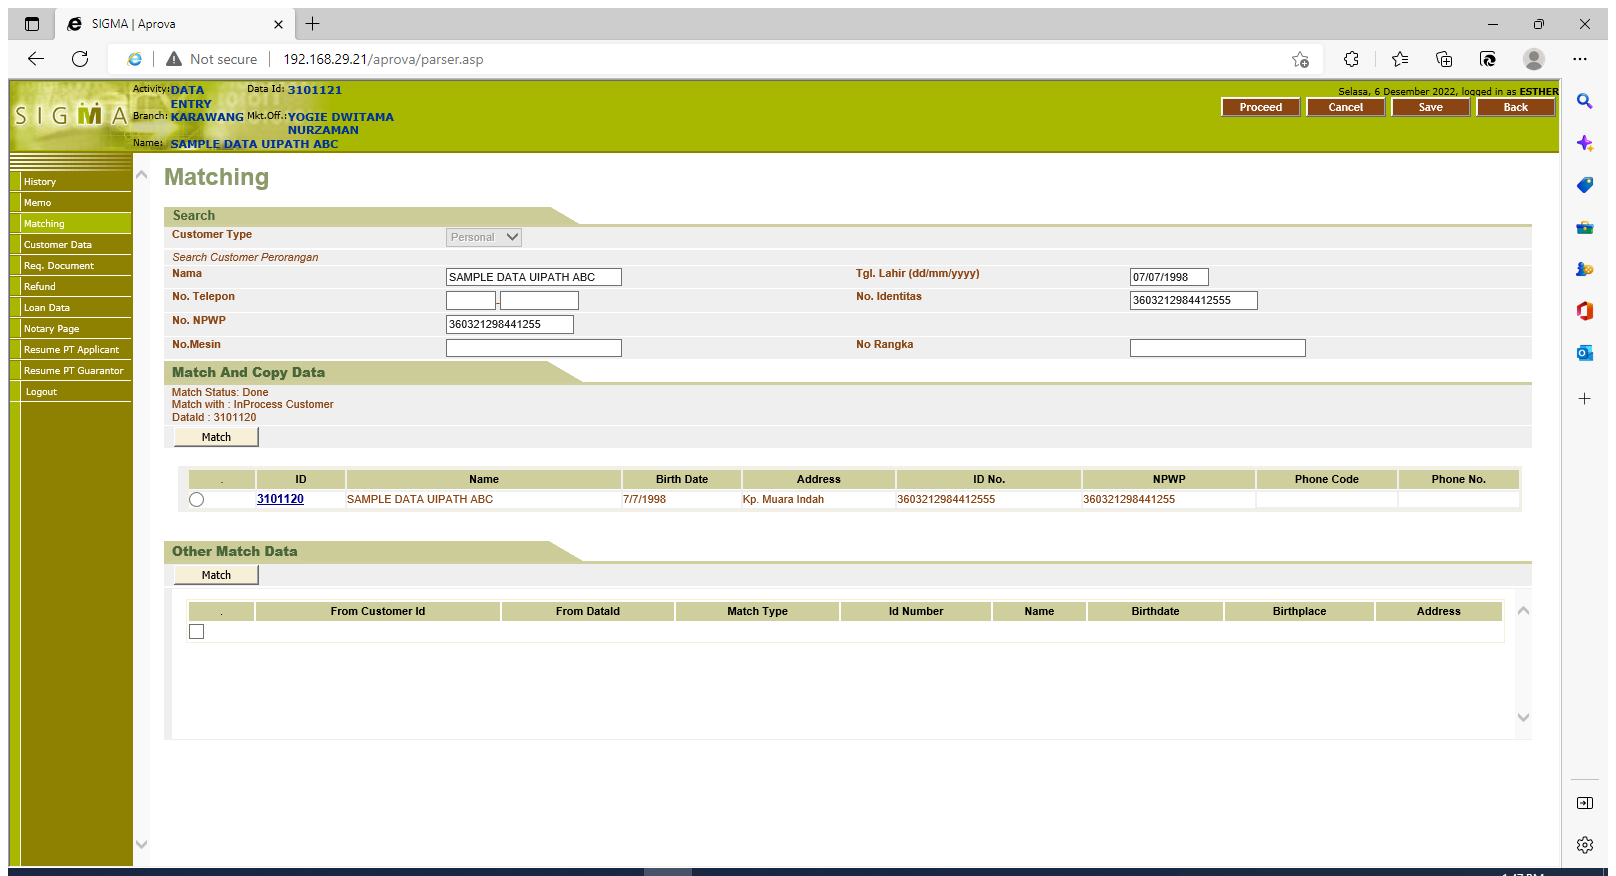 SIGMA | Aprova
Not secure
192.168.29.21/aprova/parser.asp
SIGMA
Activity: DATA ENTRY Data Id: 3101121
Branch: KARAWANG Mkt.Off.: YOGIE DWITAMA NURZAMAN
Name: SAMPLE DATA UIPATH ABC
Selasa, 6 Desember 2022, logged in as ESTHER
Proceed Cancel Save Back
History
Memo
Matching
Customer Data
Req. Document
Refund
Loan Data
Notary Page
Resume PT Applicant
Resume PT Guarantor
Logout
Matching
Search
Customer Type Personal
Search Customer Perorangan
Nama SAMPLE DATA UIPATH ABC Tgl. Lahir (dd/mm/yyyy) 07/07/1998
No. Telepon - No. Identitas 3603212984412555
No. NPWP 360321298441255
No.Mesin No Rangka
Match And Copy Data
Match Status: Done
Match with : InProcess Customer
DataId : 3101120
Match
. ID Name Birth Date Address ID No. NPWP Phone Code Phone No.
3101120 SAMPLE DATA UIPATH ABC 7/7/1998 Kp. Muara Indah 3603212984412555 360321298441255
Other Match Data
Match
. From Customer Id From DataId Match Type Id Number Name Birthdate Birthplace Address